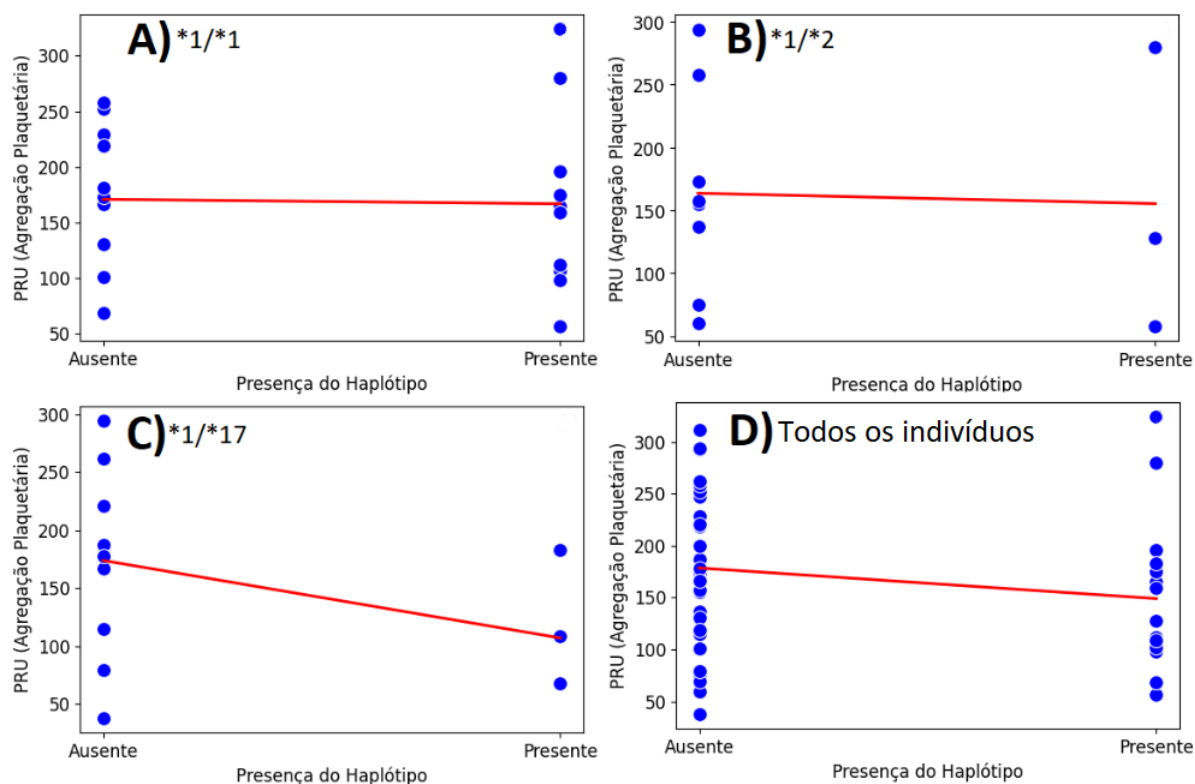 A) *1/*1
PRU (Agregação Plaquetária)
300
250
200
150
100
50
Ausente
Presente
Presença do Haplótipo
B) *1/*2
PRU (Agregação Plaquetária)
300
250
200
150
100
50
Ausente
Presente
Presença do Haplótipo
C) *1/*17
PRU (Agregação Plaquetária)
300
250
200
150
100
50
Ausente
Presente
Presença do Haplótipo
D) Todos os indivíduos
PRU (Agregação Plaquetária)
300
250
200
150
100
50
Ausente
Presente
Presença do Haplótipo